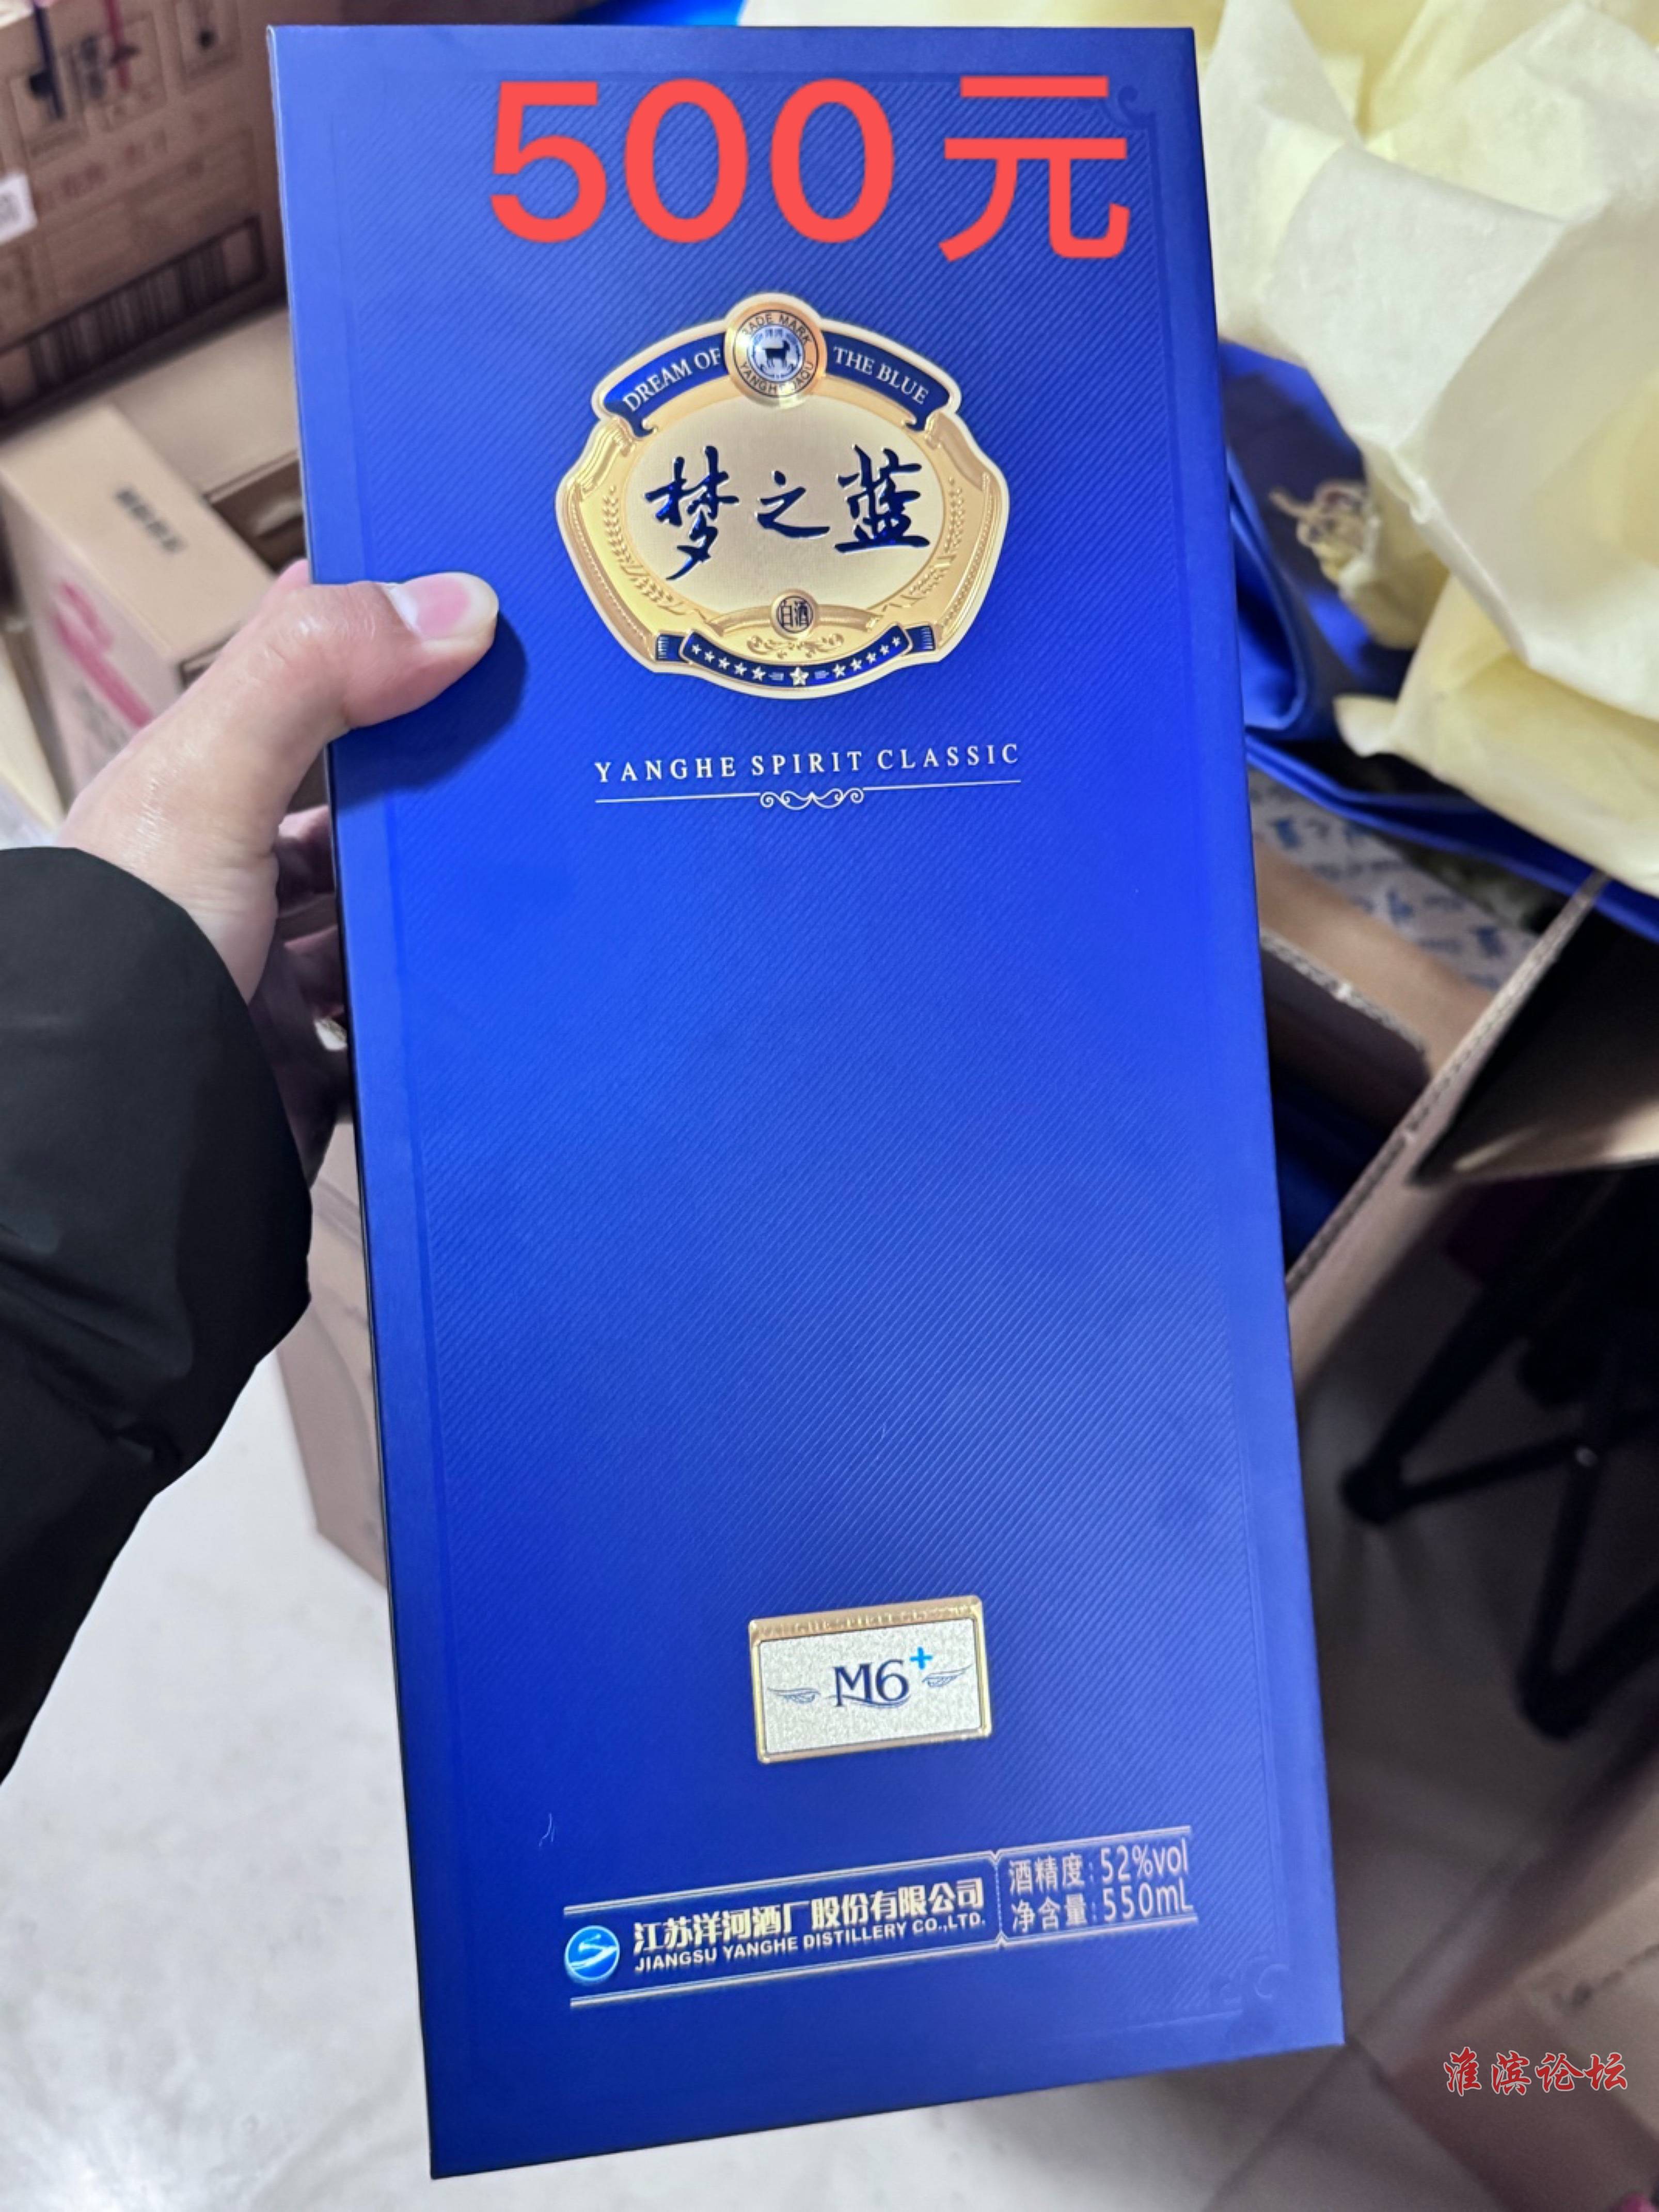 500元
TRADE MARK
DREAM OF THE BLUE
梦之蓝
白酒
YANGHE SPIRIT CLASSIC
M6+
江苏洋河酒厂股份有限公司
JIANGSU YANGHE DISTILLERY CO.,LTD.
酒精度:52%vol
净含量:550mL
淮滨论坛